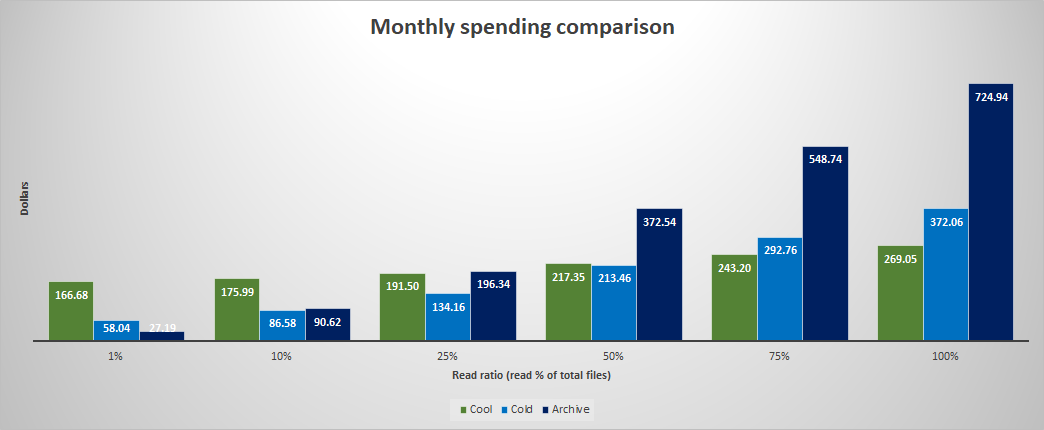 Monthly spending comparison
Dollars
166.68 58.04 27.19
175.99 86.58 90.62
191.50 134.16 196.34
217.35 213.46 372.54
243.20 292.76 548.74
269.05 372.06 724.94
1% 10% 25% 50% 75% 100%
Read ratio (read % of total files)
Cool Cold Archive